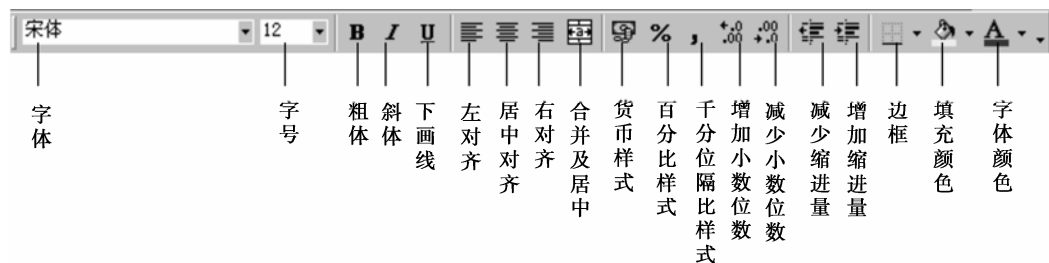 宋体 12 B I U % ,
字体
字号
粗体
斜体
下画线
左对齐
居中对齐
右对齐
合并及居中
货币样式
百分比样式
千分位隔比样式
增加小数位数
减少小数位数
减少缩进量
增加缩进量
边框
填充颜色
字体颜色